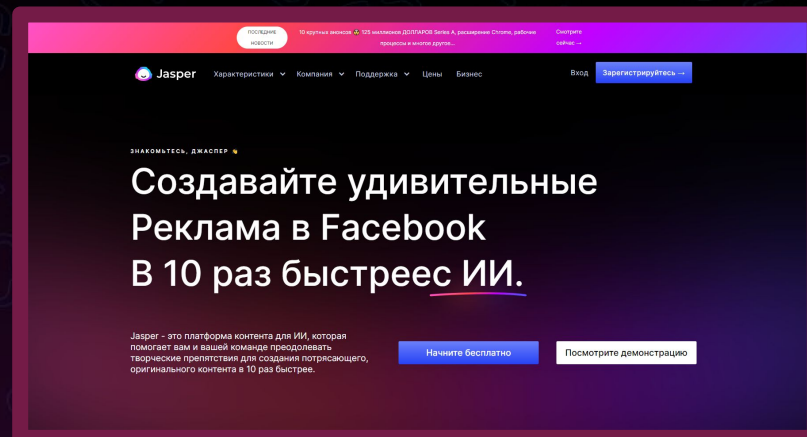 ПОСЛЕДНИЕ
НОВОСТИ
10 крутных анонсов 125 миллионов ДОЛЛАРОВ Series A, расширение Chrome, рабочие
процессы и многое другое...
Смотрите
сейчас →
Jasper Характеристики Компания Поддержка Цены Бизнес Вход Зарегистрируйтесь →
ЗНАКОМЬТЕСЬ, ДЖАСПЕР
Создавайте удивительные
Реклама в Facebook
В 10 раз быстреес ИИ.
Jasper - это платформа контента для ИИ, которая
помогает вам и вашей команде преодолевать
творческие препятствия для создания потрясающего,
оригинального контента в 10 раз быстрее.
Начните бесплатно
Посмотрите демонстрацию